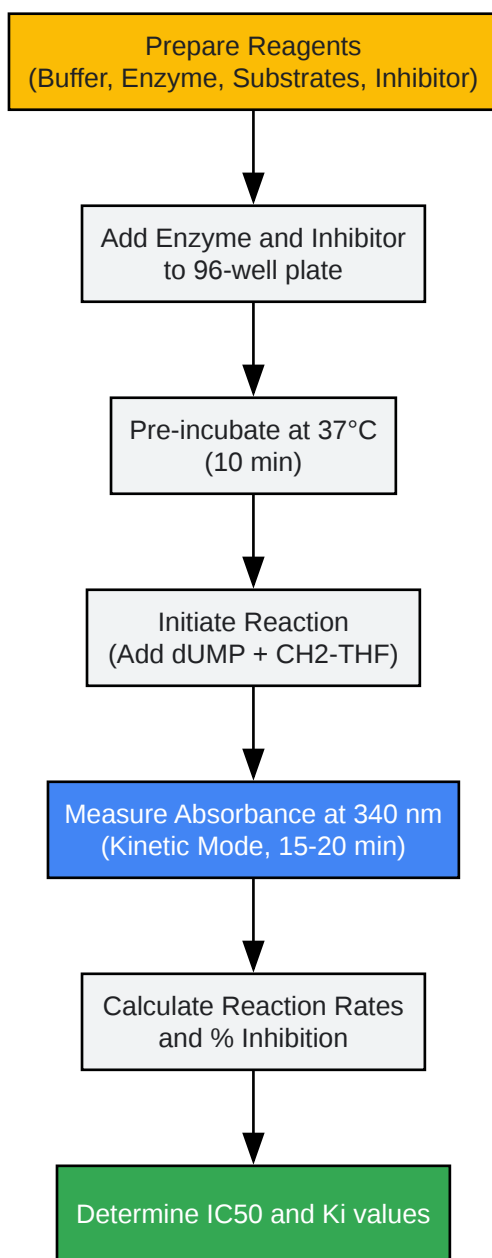 Prepare Reagents
(Buffer, Enzyme, Substrates, Inhibitor)
Add Enzyme and Inhibitor
to 96-well plate
Pre-incubate at 37°C
(10 min)
Initiate Reaction
(Add dUMP + CH2-THF)
Measure Absorbance at 340 nm
(Kinetic Mode, 15-20 min)
Calculate Reaction Rates
and % Inhibition
Determine IC50 and Ki values